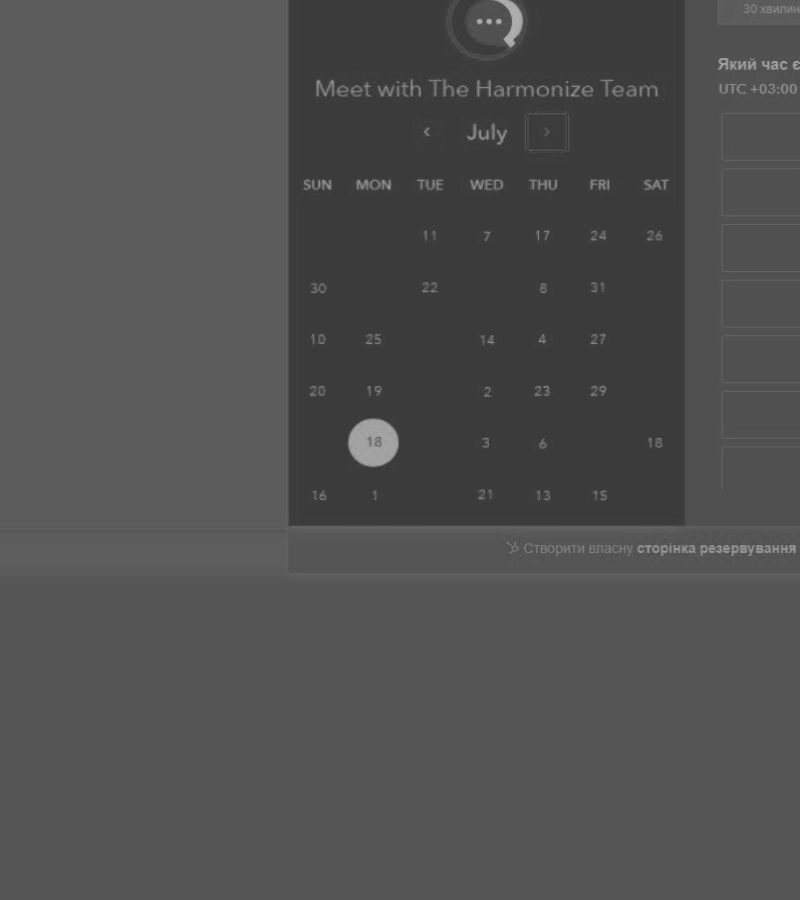 30 хвилин
Meet with The Harmonize Team
Який час є
UTC +03:00
July
SUN MON TUE WED THU FRI SAT
11 7 17 24 26
30 22 8 31
10 25 14 4 27
20 19 2 23 29
18 3 6 18
16 1 21 13 15
Створити власну сторінка резервування